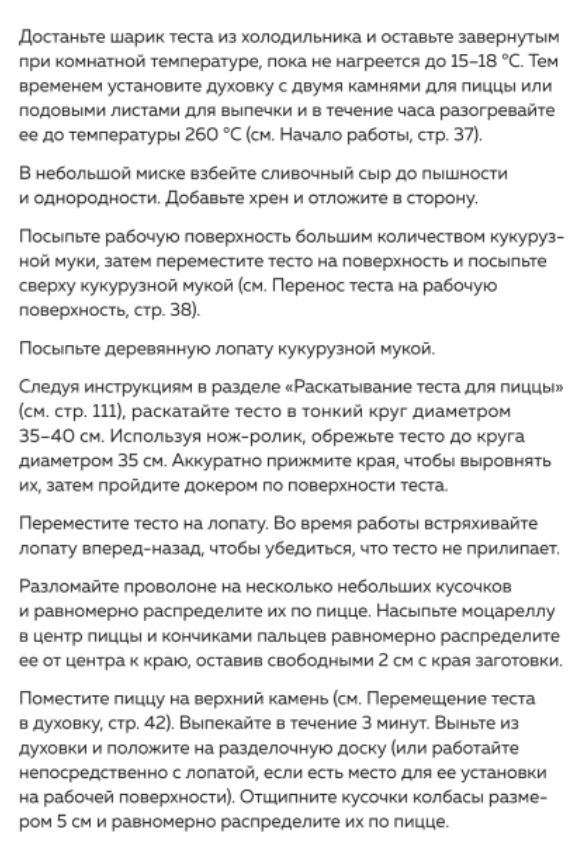 Достаньте шарик теста из холодильника и оставьте завернутым
при комнатной температуре, пока не нагреется до 15–18 °С. Тем
временем установите духовку с двумя камнями для пиццы или
подовыми листами для выпечки и в течение часа разогревайте
ее до температуры 260 °С (см. Начало работы, стр. 37).
В небольшой миске взбейте сливочный сыр до пышности
и однородности. Добавьте хрен и отложите в сторону.
Посыпьте рабочую поверхность большим количеством кукуруз-
ной муки, затем переместите тесто на поверхность и посыпьте
сверху кукурузной мукой (см. Перенос теста на рабочую
поверхность, стр. 38).
Посыпьте деревянную лопату кукурузной мукой.
Следуя инструкциям в разделе «Раскатывание теста для пиццы»
(см. стр. 111), раскатайте тесто в тонкий круг диаметром
35–40 см. Используя нож-ролик, обрежьте тесто до круга
диаметром 35 см. Аккуратно прижмите края, чтобы выровнять
их, затем пройдите докером по поверхности теста.
Переместите тесто на лопату. Во время работы встряхивайте
лопату вперед-назад, чтобы убедиться, что тесто не прилипает.
Разломайте проволоне на несколько небольших кусочков
и равномерно распределите их по пицце. Насыпьте моцареллу
в центр пиццы и кончиками пальцев равномерно распределите
ее от центра к краю, оставив свободными 2 см с края заготовки.
Поместите пиццу на верхний камень (см. Перемещение теста
в духовку, стр. 42). Выпекайте в течение 3 минут. Выньте из
духовки и положите на разделочную доску (или работайте
непосредственно с лопатой, если есть место для ее установки
на рабочей поверхности). Отщипните кусочки колбасы разме-
ром 5 см и равномерно распределите их по пицце.